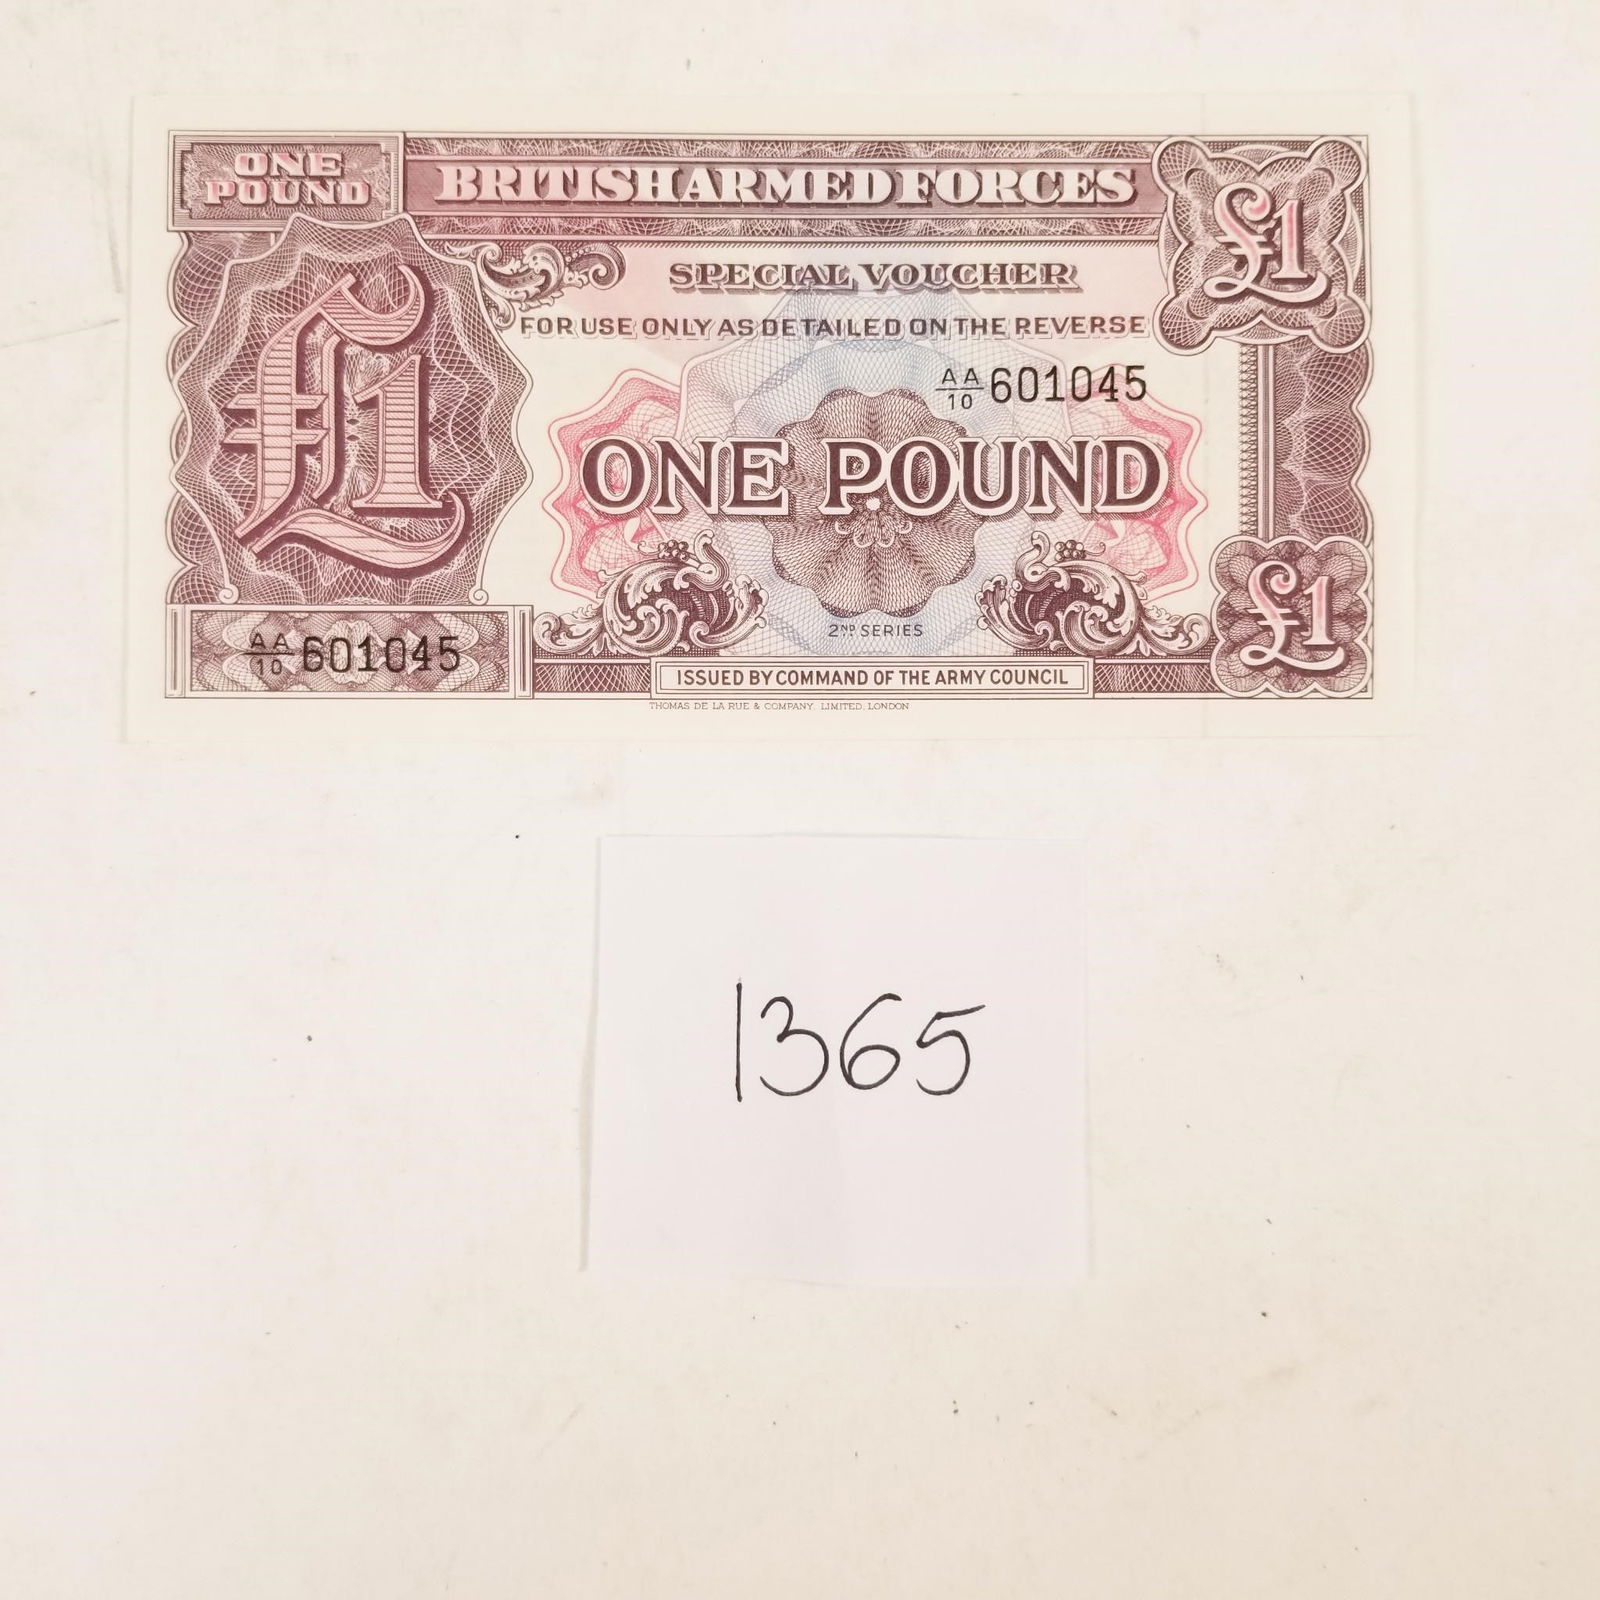 ONE
POUND
BRITISH ARMED FORCES
£1
SPECIAL VOUCHER
FOR USE ONLY AS DETAILED ON THE REVERSE
£1
AA/10 601045
ONE POUND
£1
2ND SERIES
AA/10 601045
ISSUED BY COMMAND OF THE ARMY COUNCIL
THOMAS DE LA RUE & COMPANY, LIMITED, LONDON
1365